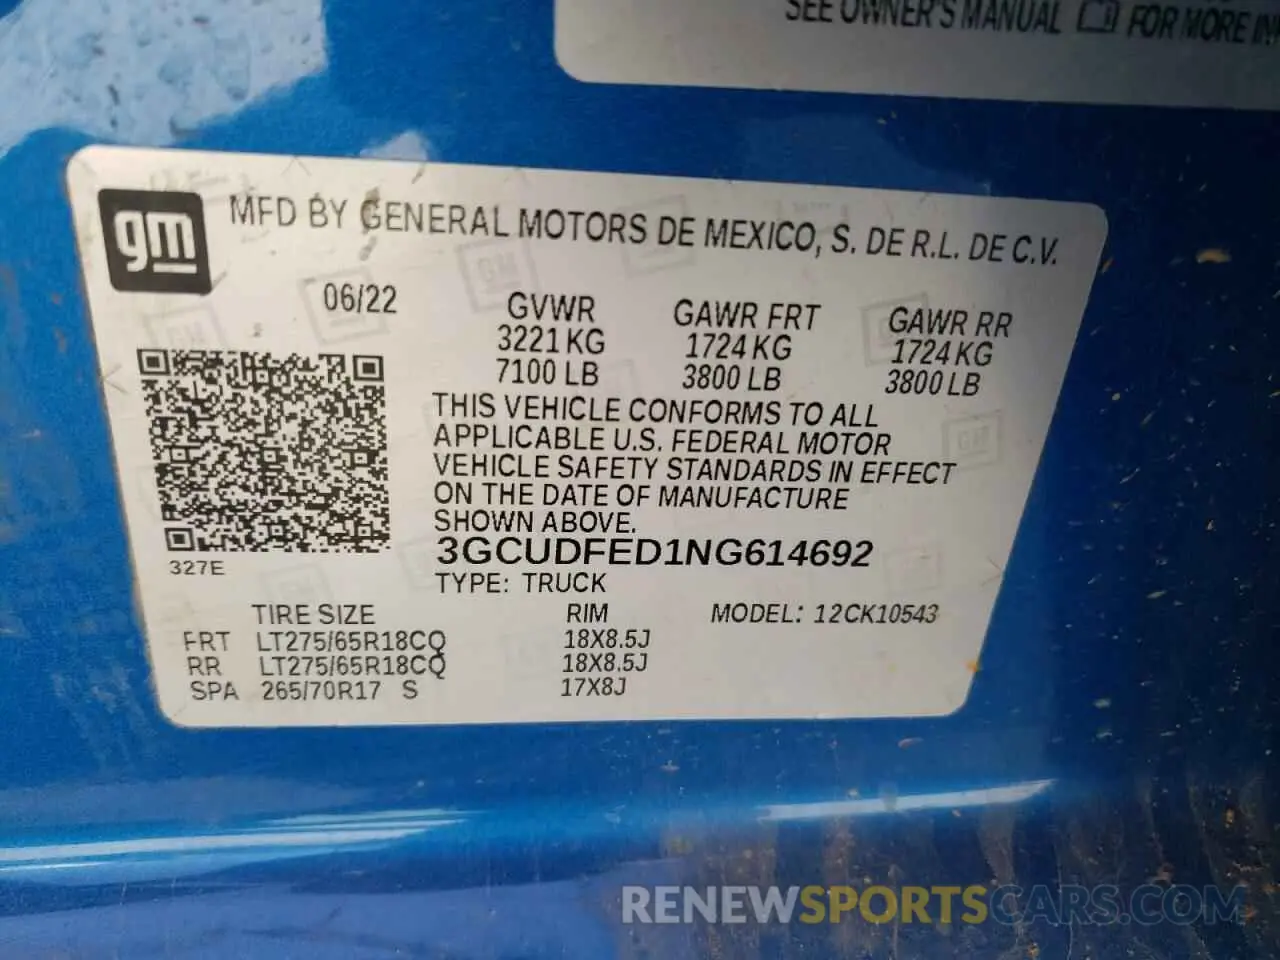 SEE OWNER'S MANUAL FOR MORE
gm
MFD BY GENERAL MOTORS DE MEXICO, S. DE R.L. DE C.V.
06/22 GVWR GAWR FRT GAWR RR
3221 KG 1724 KG 1724 KG
7100 LB 3800 LB 3800 LB
THIS VEHICLE CONFORMS TO ALL
APPLICABLE U.S. FEDERAL MOTOR
VEHICLE SAFETY STANDARDS IN EFFECT
ON THE DATE OF MANUFACTURE
SHOWN ABOVE.
3GCUDFED1NG614692
327E
TYPE: TRUCK
TIRE SIZE RIM MODEL: 12CK10543
FRT LT275/65R18CQ 18X8.5J
RR LT275/65R18CQ 18X8.5J
SPA 265/70R17 S 17X8J
RENEWSPORTSCARS.COM